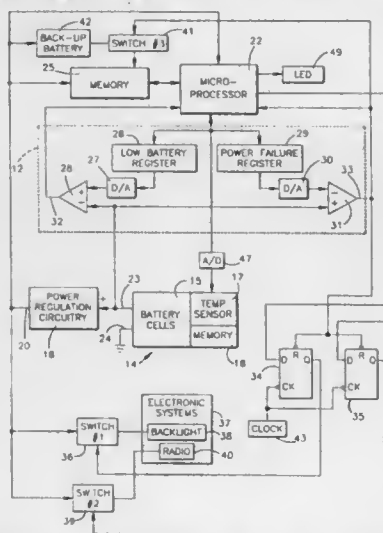 42
BACK-UP
BATTERY
SWITCH #3
41
22
49
25
MEMORY
MICRO-
PROCESSOR
LED
28
LOW BATTERY
REGISTER
POWER FAILURE
REGISTER
29
12
27
D/A
D/A
30
33
28
32
31
A/D
47
23
15
17
POWER
REGULATION
CIRCUITRY
BATTERY
CELLS
TEMP
SENSOR
MEMORY
20
18
24
14
16
D
R
Q
CK
34
D
R
Q
CK
35
CLOCK
43
SWITCH
#1
36
ELECTRONIC
SYSTEMS
37
BACKLIGHT
38
RADIO
40
SWITCH
#2
39